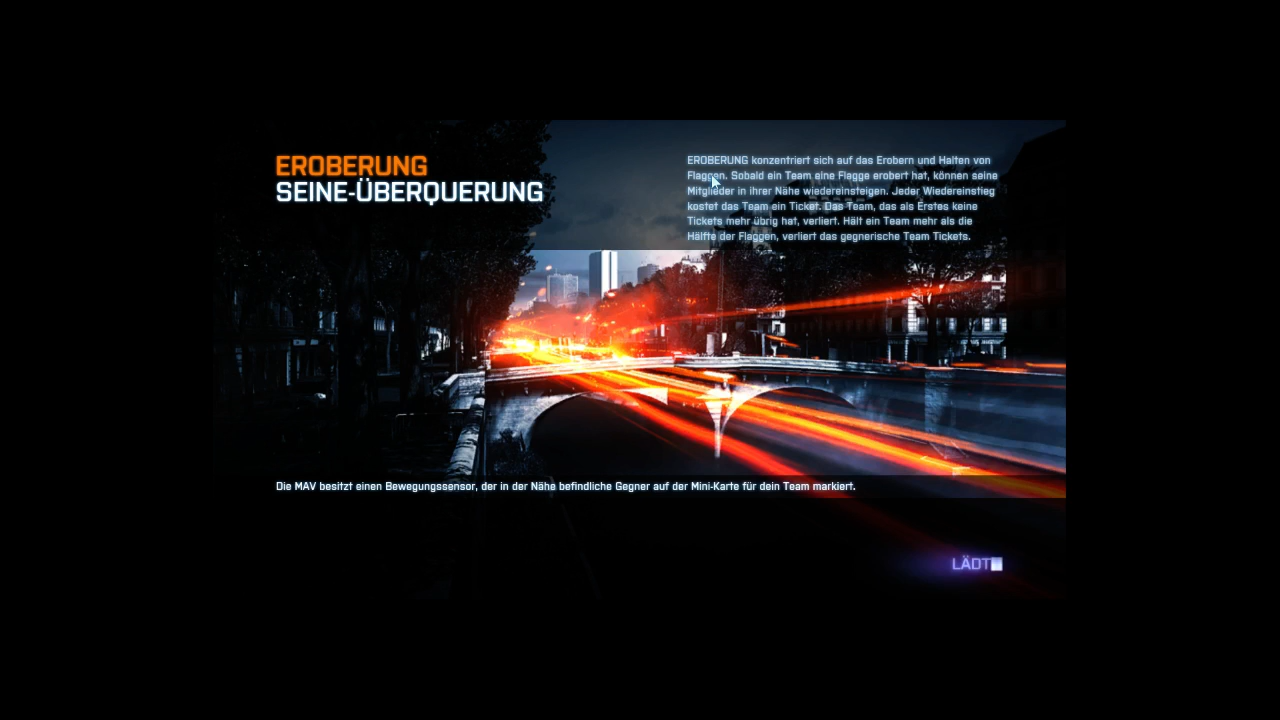 EROBERUNG
SEINE-ÜBERQUERUNG
EROBERUNG konzentriert sich auf das Erobern und Halten von
Flaggen. Sobald ein Team eine Flagge erobert hat, können seine
Mitglieder in ihrer Nähe wiedereinsteigen. Jeder Wiedereinstieg
kostet das Team ein Ticket. Das Team, das als Erstes keine
Tickets mehr übrig hat, verliert. Hält ein Team mehr als die
Hälfte der Flaggen, verliert das gegnerische Team Tickets.
Die MAV besitzt einen Bewegungssensor, der in der Nähe befindliche Gegner auf der Mini-Karte für dein Team markiert.
LÄDT